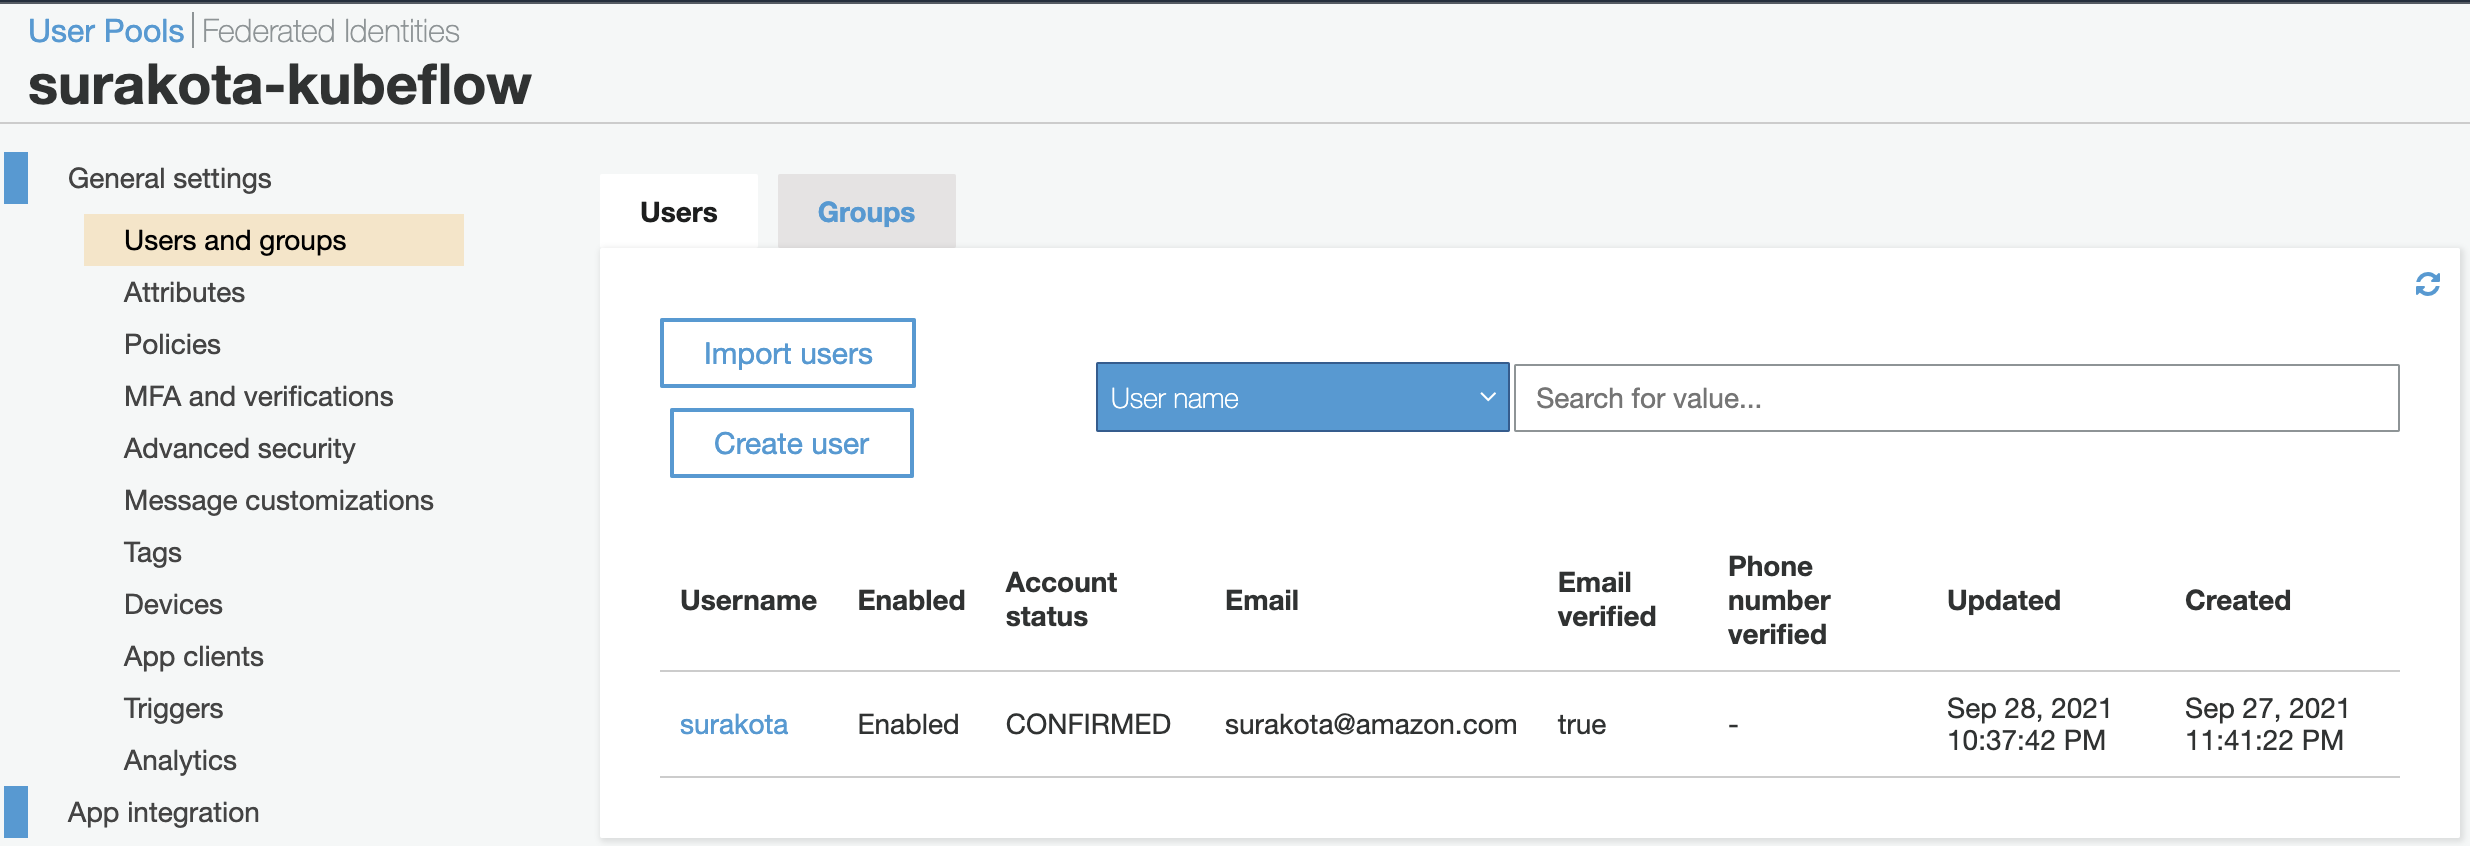 User Pools | Federated Identities
surakota-kubeflow
General settings
Users and groups
Attributes
Policies
MFA and verifications
Advanced security
Message customizations
Tags
Devices
App clients
Triggers
Analytics
App integration
Users Groups
Import users
Create user
User name Search for value...
Username Enabled Account status Email Email verified Phone number verified Updated Created
surakota Enabled CONFIRMED surakota@amazon.com true - Sep 28, 2021 10:37:42 PM Sep 27, 2021 11:41:22 PM